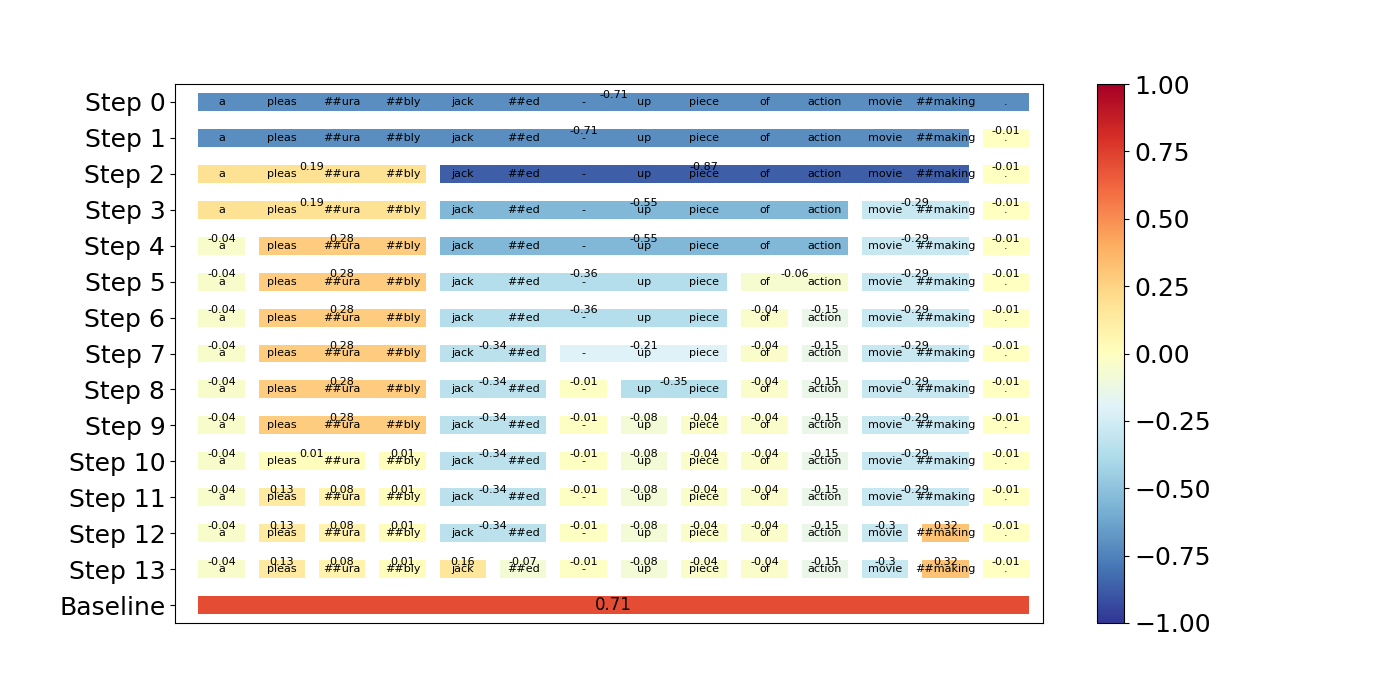 Step 0 a pleas ##ura ##bly jack ##ed - -0.71 up piece of action movie ##making .
Step 1 a pleas ##ura ##bly jack ##ed -0.71 - up piece of action movie ##making -0.01 .
Step 2 a pleas 0.19 ##ura ##bly jack ##ed - up -0.87 piece of action movie ##making -0.01 .
Step 3 a pleas 0.19 ##ura ##bly jack ##ed - -0.55 up piece of action movie -0.29 ##making -0.01 .
Step 4 -0.04 a pleas 0.28 ##ura ##bly jack ##ed - -0.55 up piece of action movie -0.29 ##making -0.01 .
Step 5 -0.04 a pleas 0.28 ##ura ##bly jack ##ed -0.36 - up piece of -0.06 action movie -0.29 ##making -0.01 .
Step 6 -0.04 a pleas 0.28 ##ura ##bly jack ##ed -0.36 - up piece -0.04 of -0.15 action movie -0.29 ##making -0.01 .
Step 7 -0.04 a pleas 0.28 ##ura ##bly jack -0.34 ##ed - -0.21 up piece -0.04 of -0.15 action movie -0.29 ##making -0.01 .
Step 8 -0.04 a pleas 0.28 ##ura ##bly jack -0.34 ##ed -0.01 - up -0.35 piece -0.04 of -0.15 action movie -0.29 ##making -0.01 .
Step 9 -0.04 a pleas 0.28 ##ura ##bly jack -0.34 ##ed -0.01 - -0.08 up -0.04 piece -0.04 of -0.15 action movie -0.29 ##making -0.01 .
Step 10 -0.04 a pleas 0.01 ##ura 0.01 ##bly jack -0.34 ##ed -0.01 - -0.08 up -0.04 piece -0.04 of -0.15 action movie -0.29 ##making -0.01 .
Step 11 -0.04 a 0.13 pleas 0.08 ##ura 0.01 ##bly jack -0.34 ##ed -0.01 - -0.08 up -0.04 piece -0.04 of -0.15 action movie -0.29 ##making -0.01 .
Step 12 -0.04 a 0.13 pleas 0.08 ##ura 0.01 ##bly jack -0.34 ##ed -0.01 - -0.08 up -0.04 piece -0.04 of -0.15 action -0.3 movie 0.32 ##making -0.01 .
Step 13 -0.04 a 0.13 pleas 0.08 ##ura 0.01 ##bly 0.16 jack -0.07 ##ed -0.01 - -0.08 up -0.04 piece -0.04 of -0.15 action -0.3 movie 0.32 ##making -0.01 .
Baseline 0.71
1.00
0.75
0.50
0.25
0.00
−0.25
−0.50
−0.75
−1.00